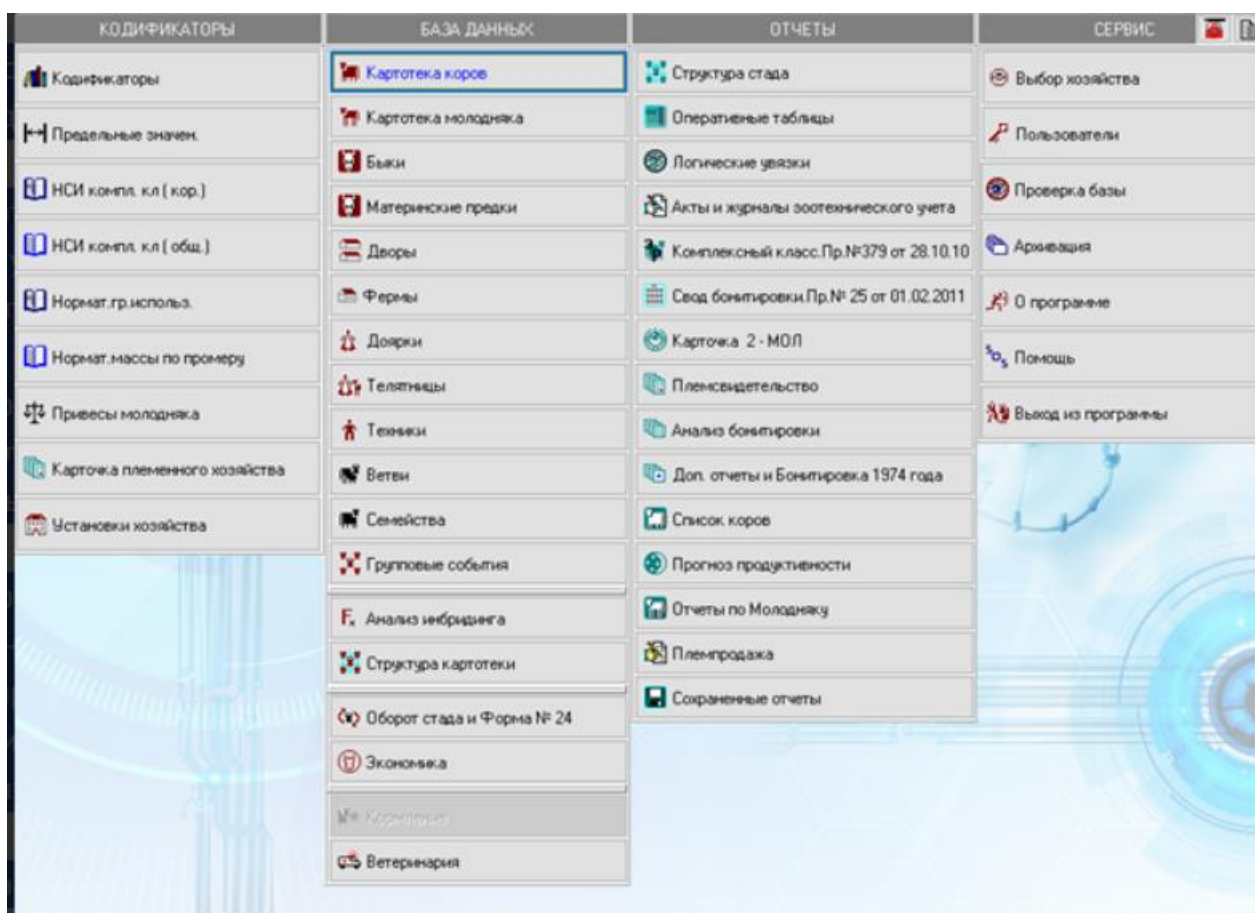 КОДИФИКАТОРЫ
Кодификаторы
Предельные значен.
НСИ компл. кл ( кор.)
НСИ компл. кл ( общ.)
Нормат.гр.использ.
Нормат.массы по промеру
Привесы молодняка
Карточка племенного хозяйства
Установки хозяйства
БАЗА ДАННЫХ
Картотека коров
Картотека молодняка
Быки
Материнские предки
Дворы
Фермы
Доярки
Телятницы
Техники
Ветви
Семейства
Групповые события
Fx Анализ инбридинга
Структура картотеки
Оборот стада и Форма № 24
Экономика
Кормление
Ветеринария
ОТЧЕТЫ
Структура стада
Оперативные таблицы
Логические увязки
Акты и журналы зоотехнического учета
Комплексный класс.Пр.№379 от 28.10.10
Свод бонитировки.Пр.№ 25 от 01.02.2011
Карточка 2 - МОЛ
Племсвидетельство
Анализ бонитировки
Доп. отчеты и Бонитировка 1974 года
Список коров
Прогноз продуктивности
Отчеты по Молодняку
Племпродажа
Сохраненные отчеты
СЕРВИС
Выбор хозяйства
Пользователи
Проверка базы
Архивация
О программе
SOS Помощь
Выход из программы